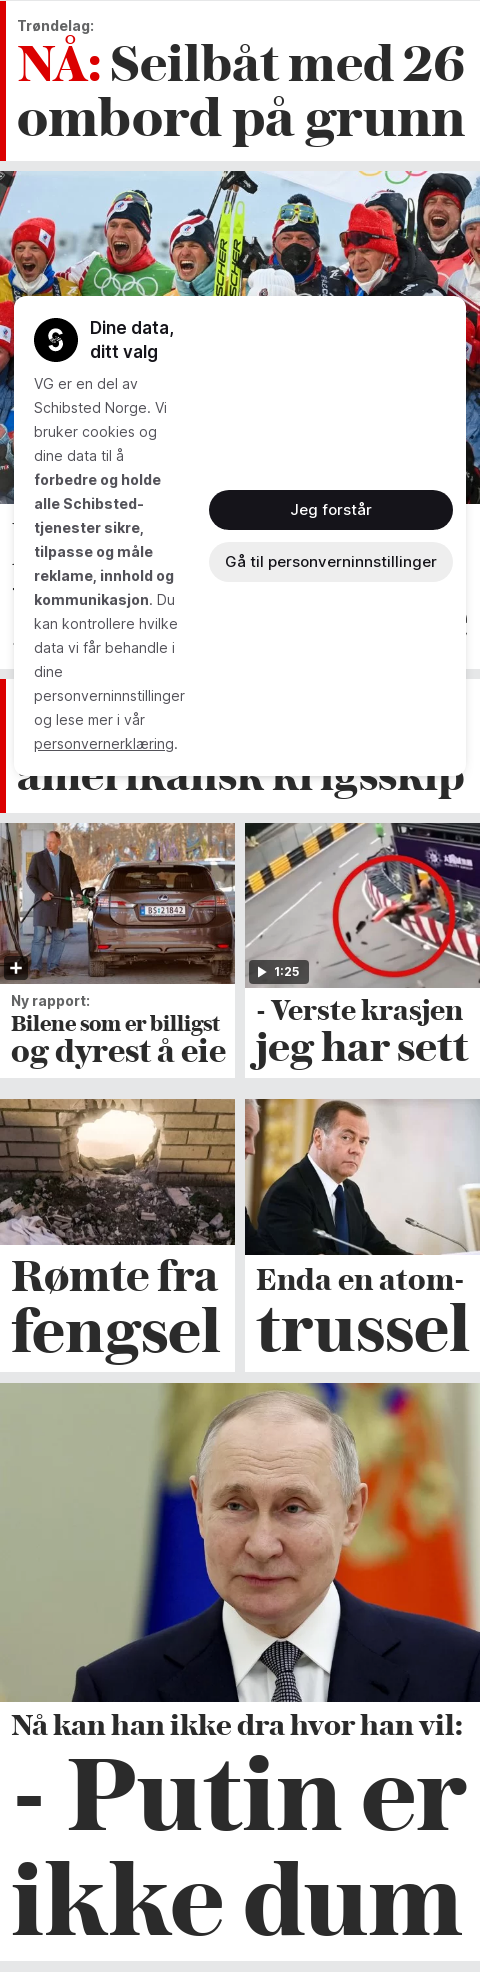 Trøndelag:
NÅ: Seilbåt med 26
ombord på grunn
Dine data,
ditt valg
VG er en del av
Schibsted Norge. Vi
bruker cookies og
dine data til å
forbedre og holde
alle Schibsted-
tjenester sikre,
tilpasse og måle
reklame, innhold og
kommunikasjon. Du
kan kontrollere hvilke
data vi får behandle i
dine
personverninnstillinger
og lese mer i vår
personvernerklæring.
Jeg forstår
Gå til personverninnstillinger
amerikansk krigsskip
BS 21842
Ny rapport:
Bilene som er billigst
og dyrest å eie
1:25
- Verste krasjen
jeg har sett
Rømte fra
fengsel
Enda en atom-
trussel
Nå kan han ikke dra hvor han vil:
- Putin er
ikke dum